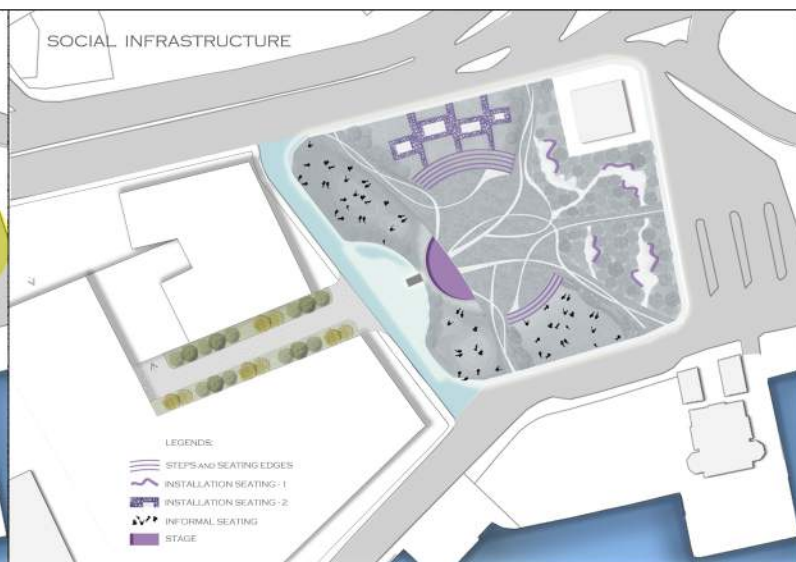 SOCIAL INFRASTRUCTURE
LEGENDS:
STEPS AND SEATING EDGES
INSTALLATION SEATING - 1
INSTALLATION SEATING - 2
INFORMAL SEATING
STAGE